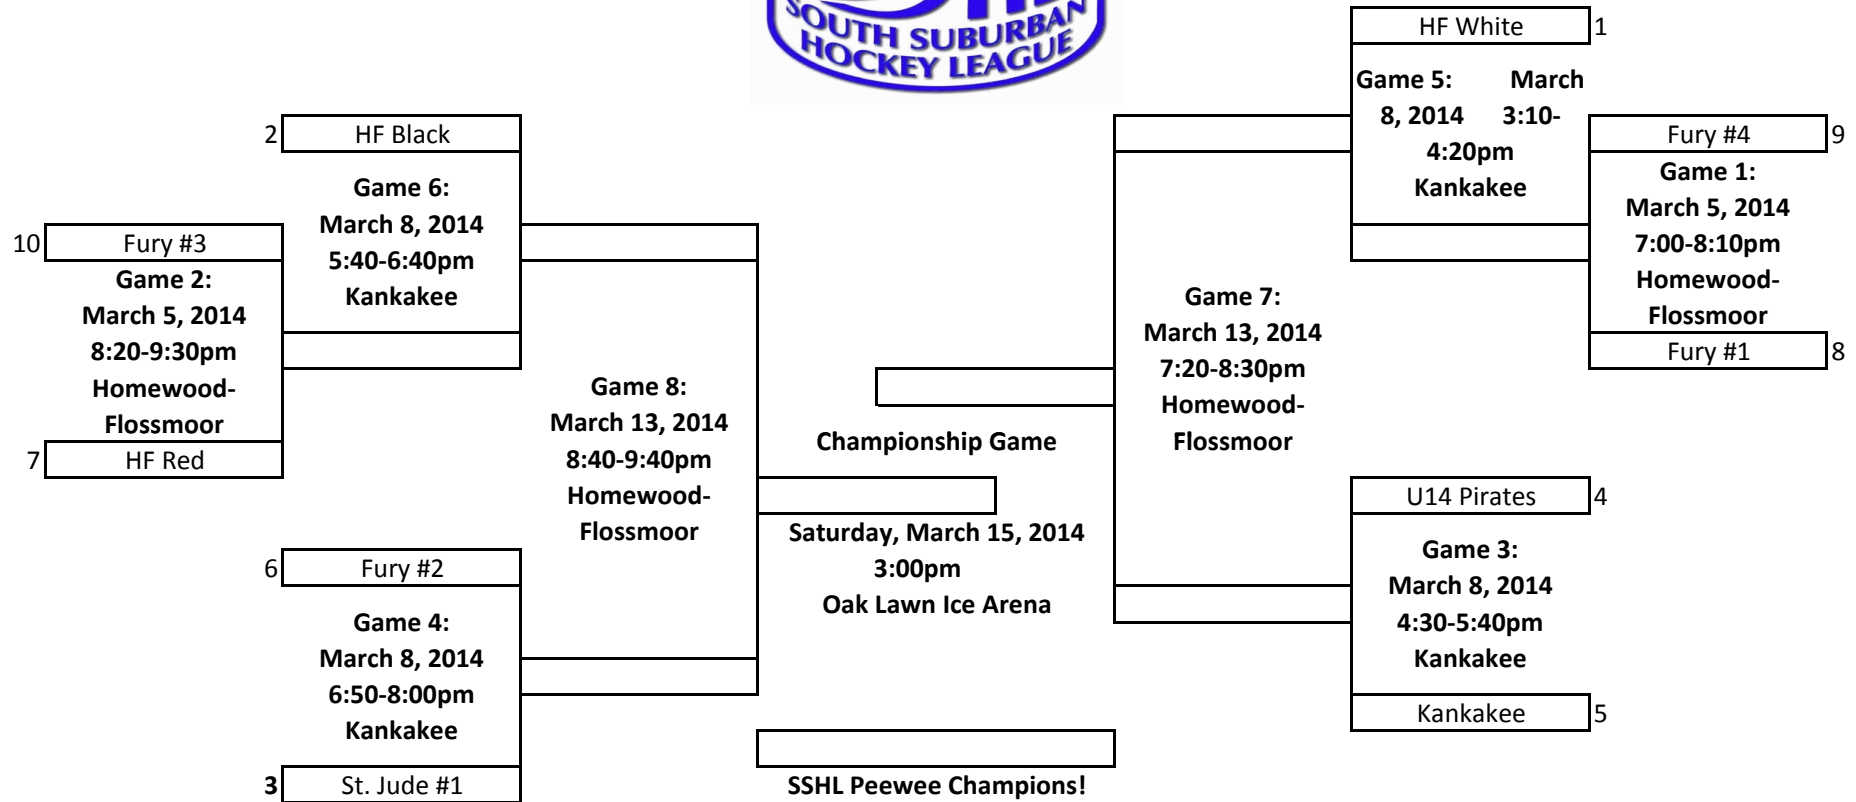 SOUTH SUBURBAN
HOCKEY LEAGUE
2
HF Black
Game 6:
March 8, 2014
5:40-6:40pm
Kankakee
10
Fury #3
Game 2:
March 5, 2014
8:20-9:30pm
Homewood-
Flossmoor
7
HF Red
6
Fury #2
Game 4:
March 8, 2014
6:50-8:00pm
Kankakee
3
St. Jude #1
Game 8:
March 13, 2014
8:40-9:40pm
Homewood-
Flossmoor
Championship Game
Saturday, March 15, 2014
3:00pm
Oak Lawn Ice Arena
SSHL Peewee Champions!
Game 7:
March 13, 2014
7:20-8:30pm
Homewood-
Flossmoor
HF White
1
Game 5: March
8, 2014 3:10-
4:20pm
Kankakee
Fury #4
9
Game 1:
March 5, 2014
7:00-8:10pm
Homewood-
Flossmoor
Fury #1
8
U14 Pirates
4
Game 3:
March 8, 2014
4:30-5:40pm
Kankakee
Kankakee
5